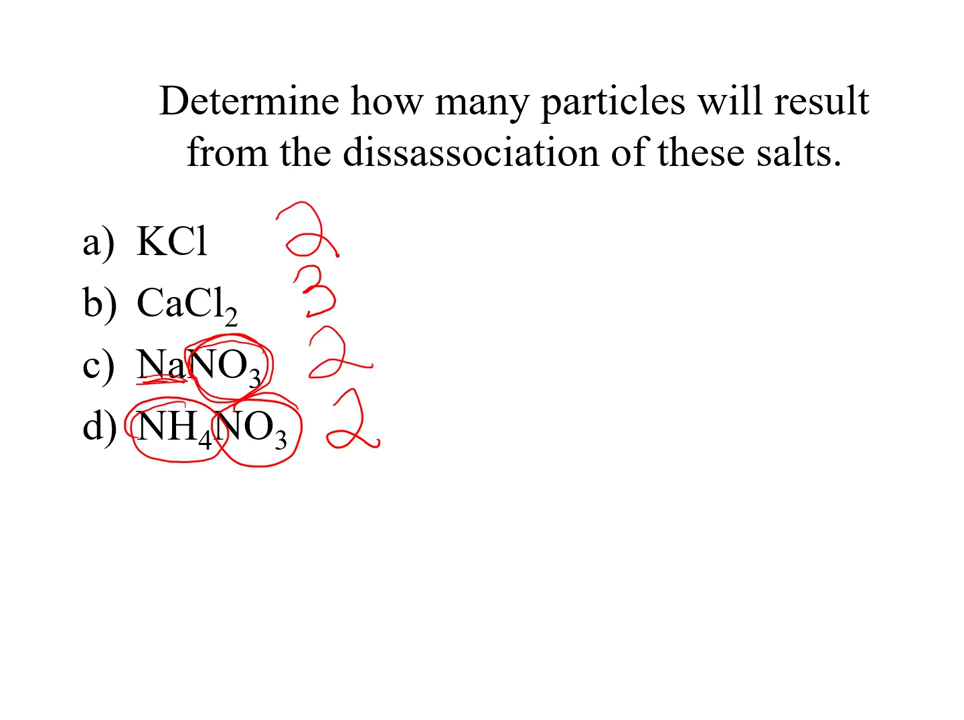 Determine how many particles will result
from the dissassociation of these salts.
a) KCl 2
b) CaCl₂ 3
c) NaNO₃ 2
d) NH₄NO₃ 2